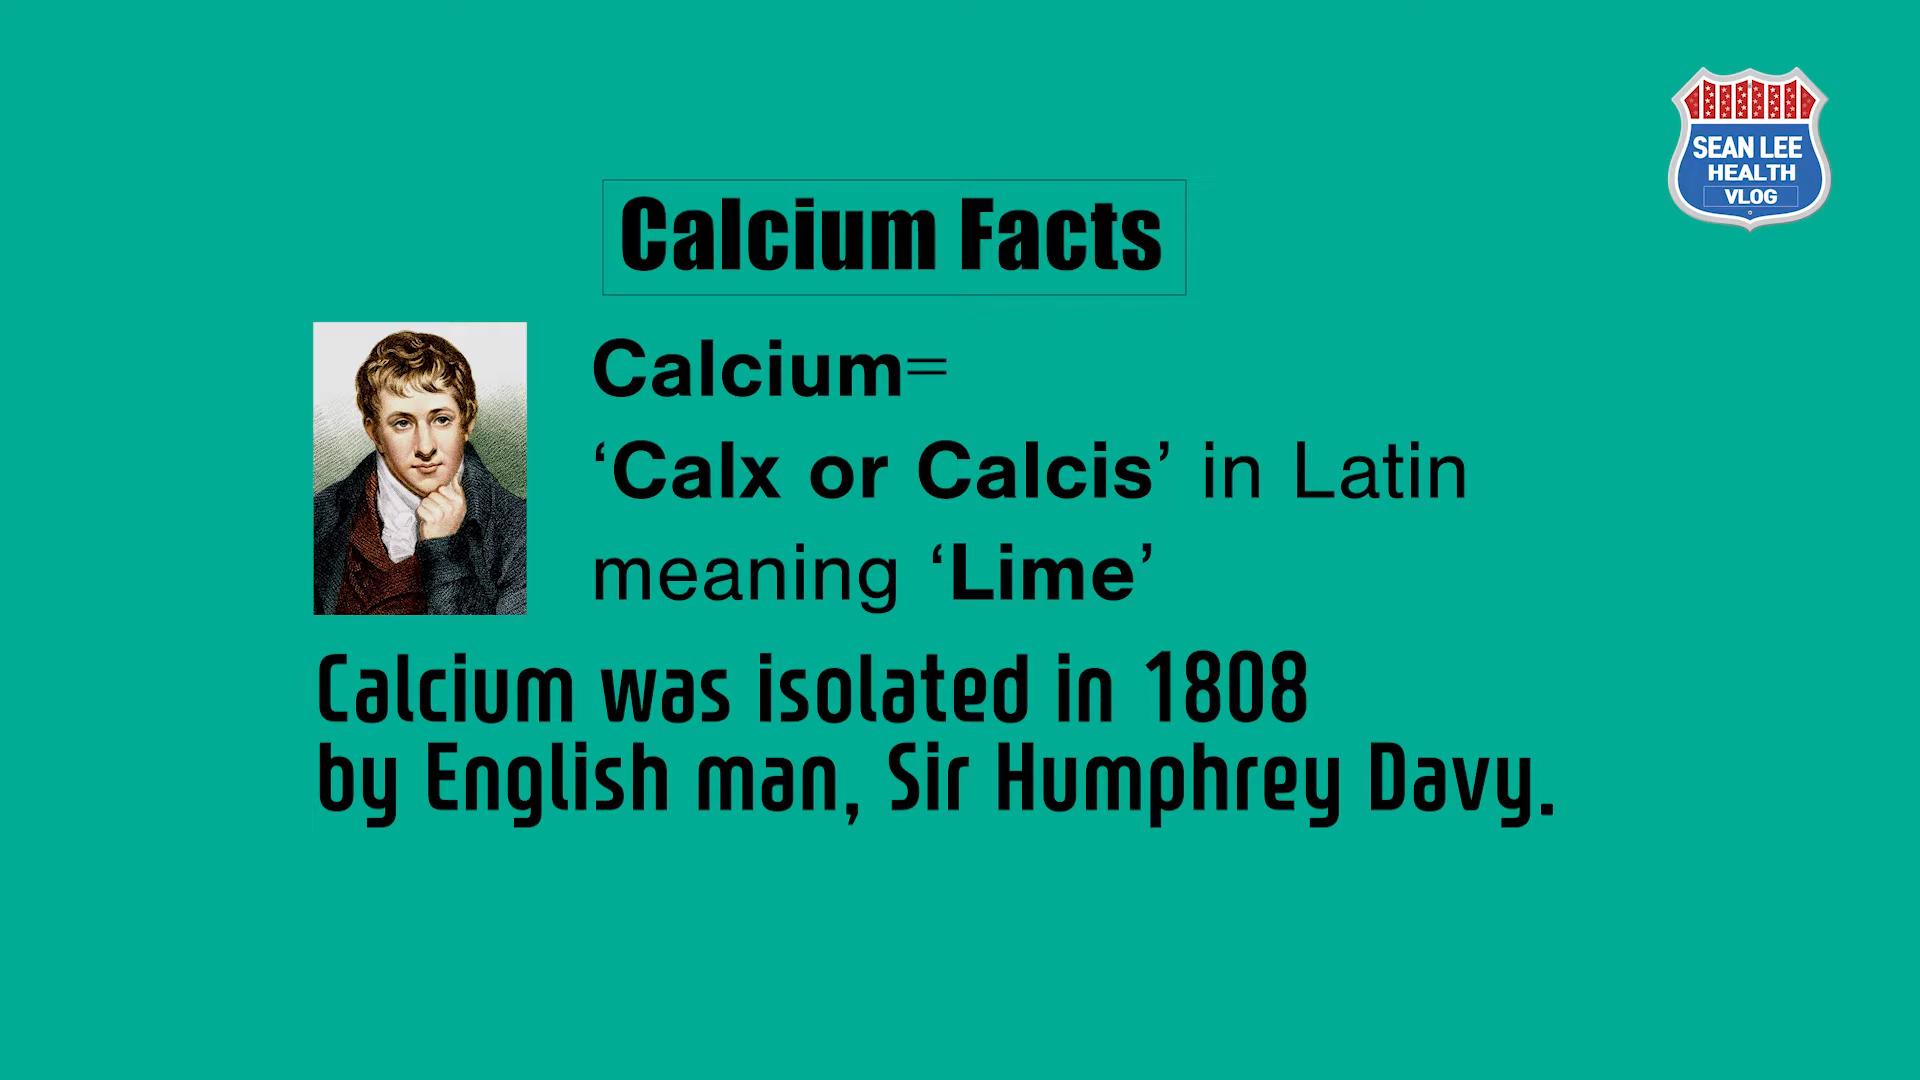 SEAN LEE
HEALTH
VLOG
Calcium Facts
Calcium=
‘Calx or Calcis’ in Latin
meaning ‘Lime’
Calcium was isolated in 1808
by English man, Sir Humphrey Davy.